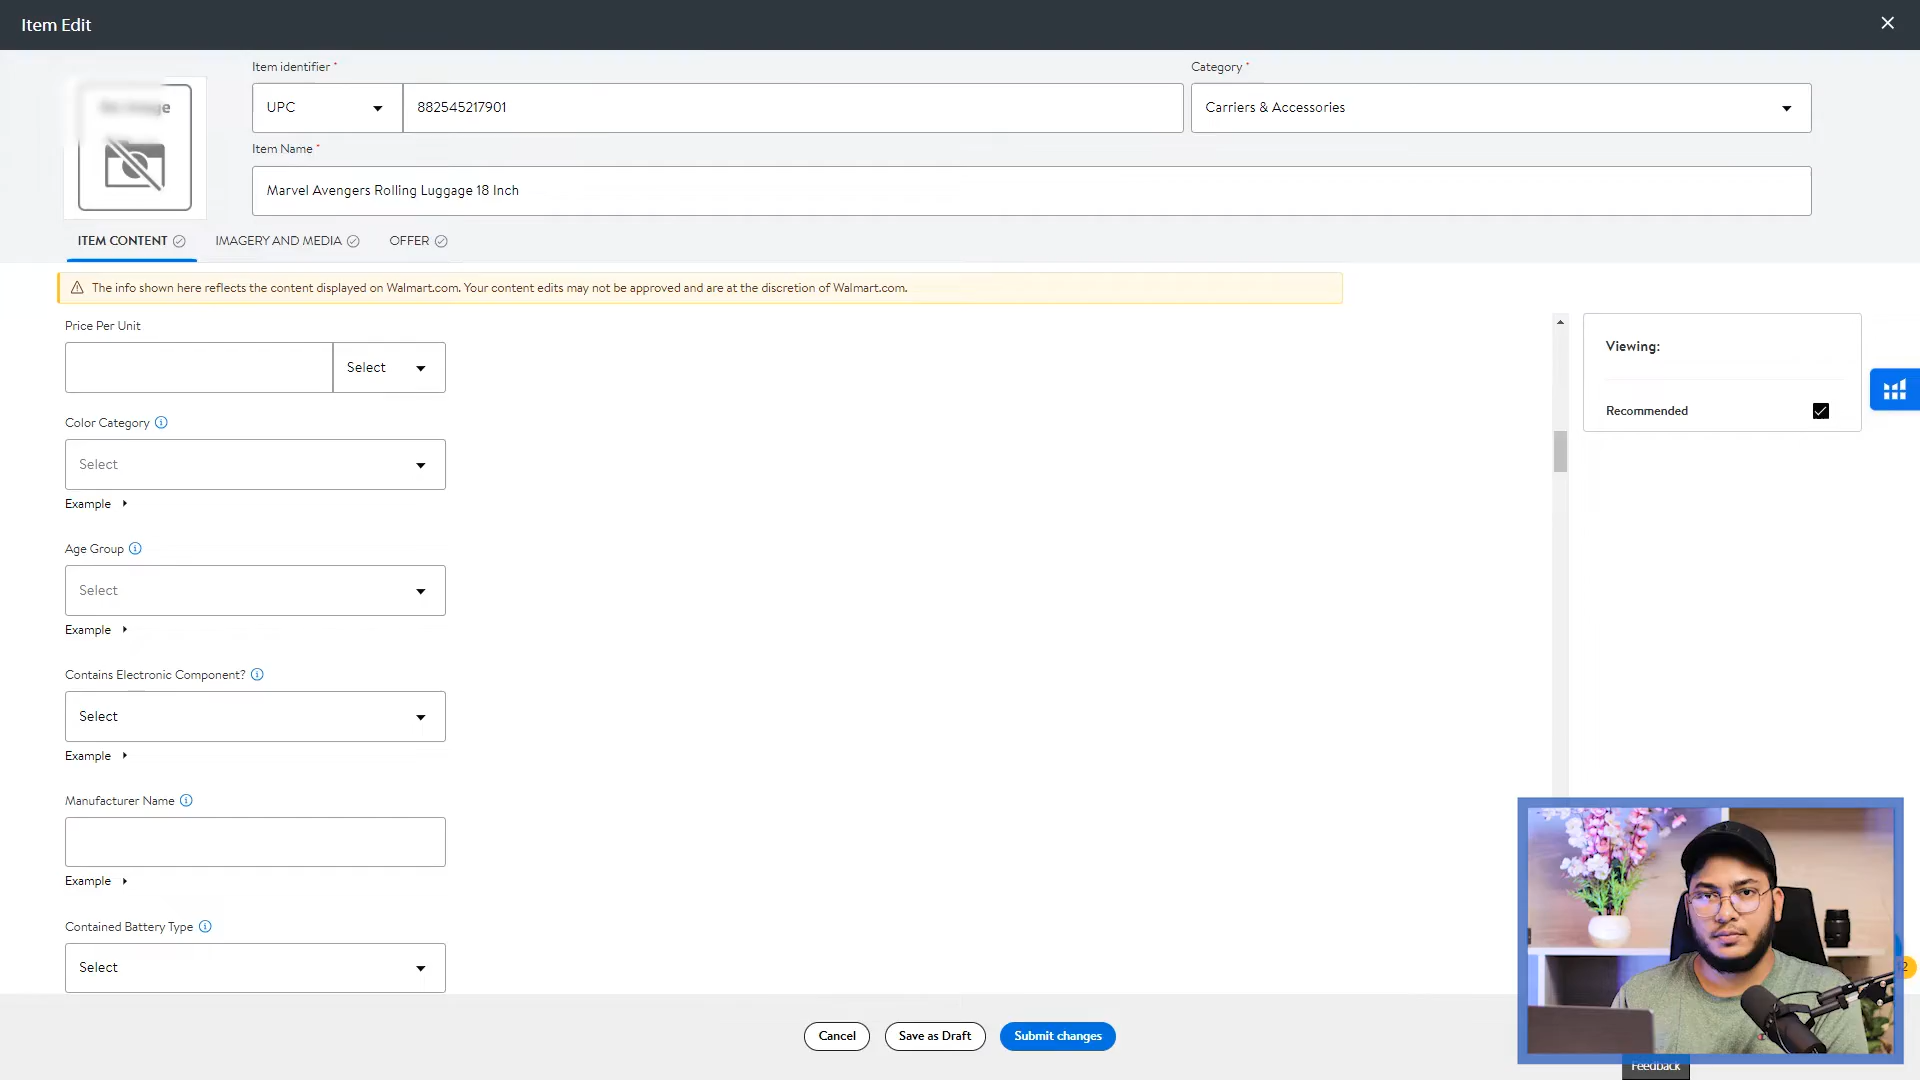 Item Edit
Item identifier *
Category *
UPC
882545217901
Carriers & Accessories
Item Name *
Marvel Avengers Rolling Luggage 18 Inch
ITEM CONTENT
IMAGERY AND MEDIA
OFFER
The info shown here reflects the content displayed on Walmart.com. Your content edits may not be approved and are at the discretion of Walmart.com.
Price Per Unit
Select
Viewing:
Recommended
Color Category
Select
Example
Age Group
Select
Example
Contains Electronic Component?
Select
Example
Manufacturer Name
Example
Contained Battery Type
Select
Cancel
Save as Draft
Submit changes
Feedback